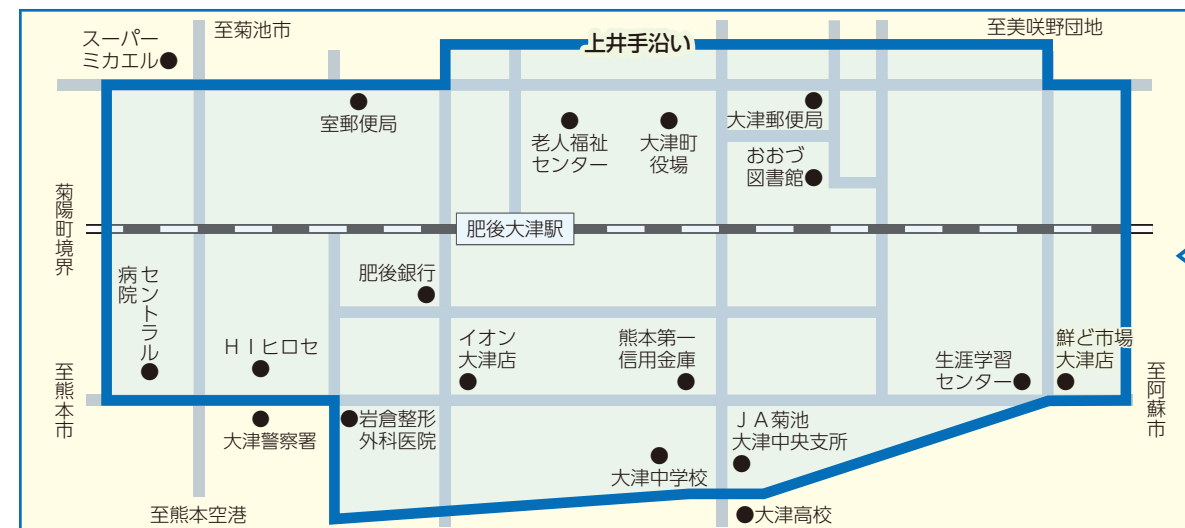 至菊池市
スーパー
ミカエル
上井手沿い
至美咲野団地
室郵便局
老人福祉
センター
大津町
役場
大津郵便局
おおづ
図書館
菊陽町境界
肥後大津駅
セントラル
病院
肥後銀行
ＨＩヒロセ
イオン
大津店
熊本第一
信用金庫
生涯学習
センター
鮮ど市場
大津店
至熊本市
至阿蘇市
大津警察署
岩倉整形
外科医院
ＪＡ菊池
大津中央支所
大津中学校
至熊本空港
大津高校